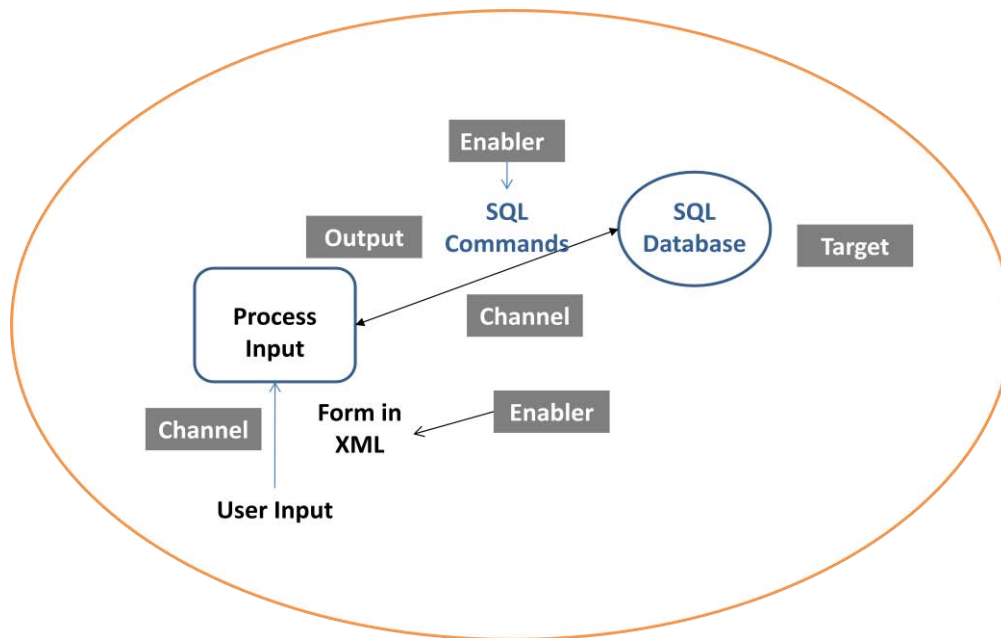 Enabler
SQL
Commands
SQL
Database
Output
Target
Process
Input
Channel
Form in
XML
Enabler
Channel
User Input